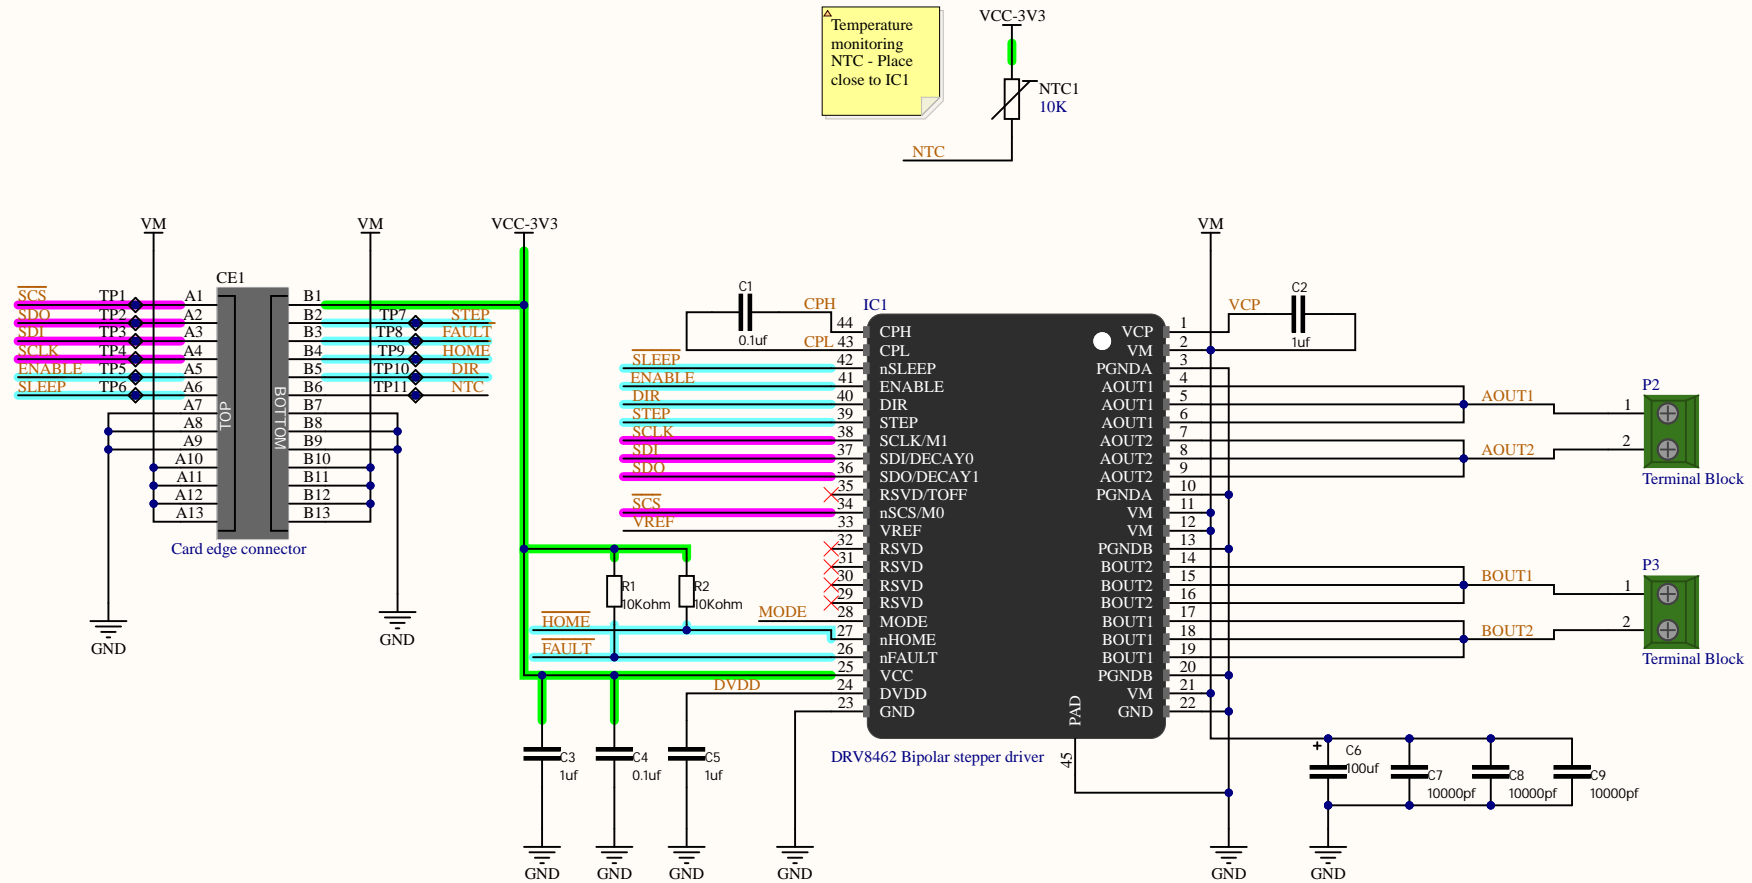 Temperature
monitoring
NTC - Place
close to IC1
VCC-3V3
NTC1
10K
NTC
VM
VM
VCC-3V3
CE1
SCS TP1 A1
SDO TP2 A2
SDI TP3 A3
SCLK TP4 A4
ENABLE TP5 A5
SLEEP TP6 A6
A7
A8
A9
A10
A11
A12
A13
TOP
BOTTOM
B1
B2 TP7 STEP
B3 TP8 FAULT
B4 TP9 HOME
B5 TP10 DIR
B6 TP11 NTC
B7
B8
B9
B10
B11
B12
B13
Card edge connector
GND
GND
C1
0.1uf
CPH
CPL
SLEEP
ENABLE
DIR
STEP
SCLK
SDI
SDO
SCS
VREF
R1
10Kohm
R2
10Kohm
MODE
HOME
FAULT
DVDD
C3
1uf
C4
0.1uf
C5
1uf
GND
GND
GND
GND
IC1
44 CPH
43 CPL
42 nSLEEP
41 ENABLE
40 DIR
39 STEP
38 SCLK/M1
37 SDI/DECAY0
36 SDO/DECAY1
35 RSVD/TOFF
34 nSCS/M0
33 VREF
32 RSVD
31 RSVD
30 RSVD
29 RSVD
28 MODE
27 nHOME
26 nFAULT
25 VCC
24 DVDD
23 GND
VCP 1
VM 2
PGNDA 3
AOUT1 4
AOUT1 5
AOUT1 6
AOUT2 7
AOUT2 8
AOUT2 9
PGNDA 10
VM 11
VM 12
PGNDB 13
BOUT2 14
BOUT2 15
BOUT2 16
BOUT1 17
BOUT1 18
BOUT1 19
PGNDB 20
VM 21
GND 22
PAD
45
DRV8462 Bipolar stepper driver
VM
VCP
C2
1uf
AOUT1
AOUT2
P2
1
2
Terminal Block
BOUT1
BOUT2
P3
1
2
Terminal Block
+
C6
100uf
C7
10000pf
C8
10000pf
C9
10000pf
GND
GND